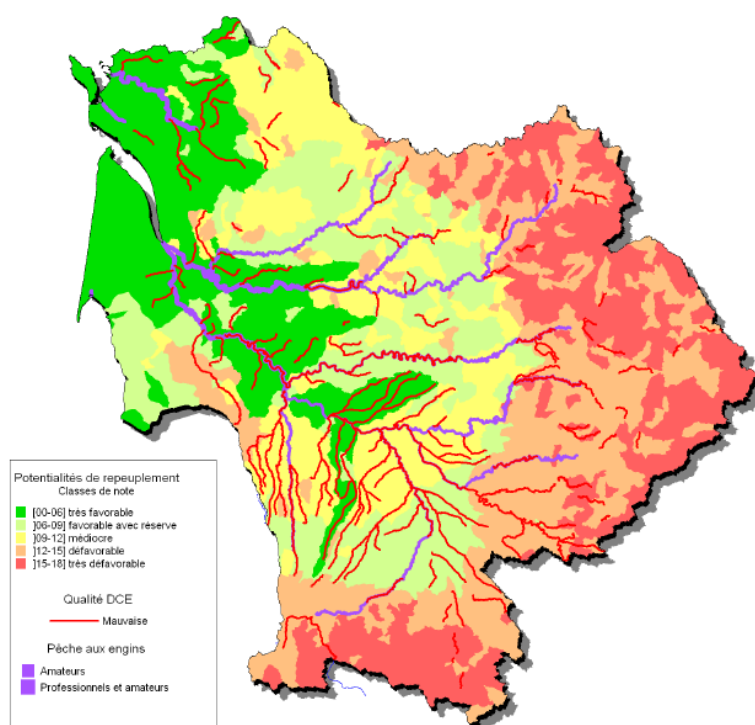 Potentialités de repeuplement
Classes de note
]00-06] très favorable
]06-09] favorable avec réserve
]09-12] médiocre
]12-15] défavorable
]15-18] très défavorable
Qualité DCE
Mauvaise
Pêche aux engins
Amateurs
Professionnels et amateurs